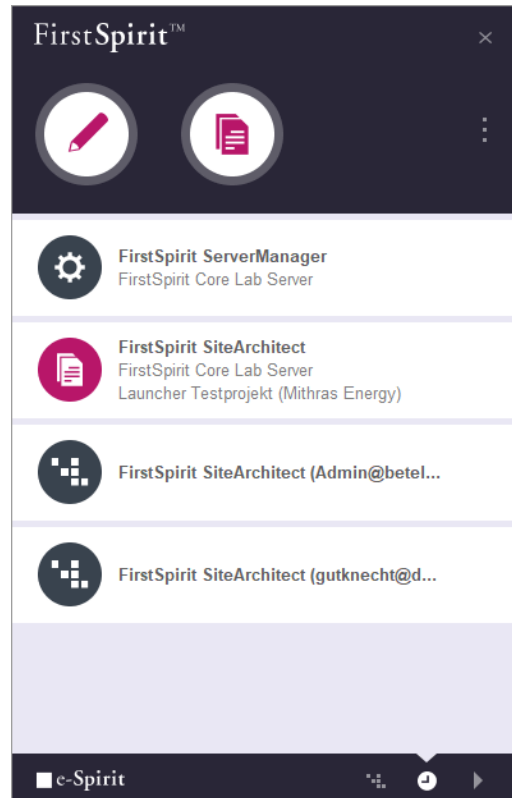 FirstSpirit™
FirstSpirit ServerManager
FirstSpirit Core Lab Server
FirstSpirit SiteArchitect
FirstSpirit Core Lab Server
Launcher Testprojekt (Mithras Energy)
FirstSpirit SiteArchitect (Admin@betel...
FirstSpirit SiteArchitect (gutknecht@d...
e-Spirit